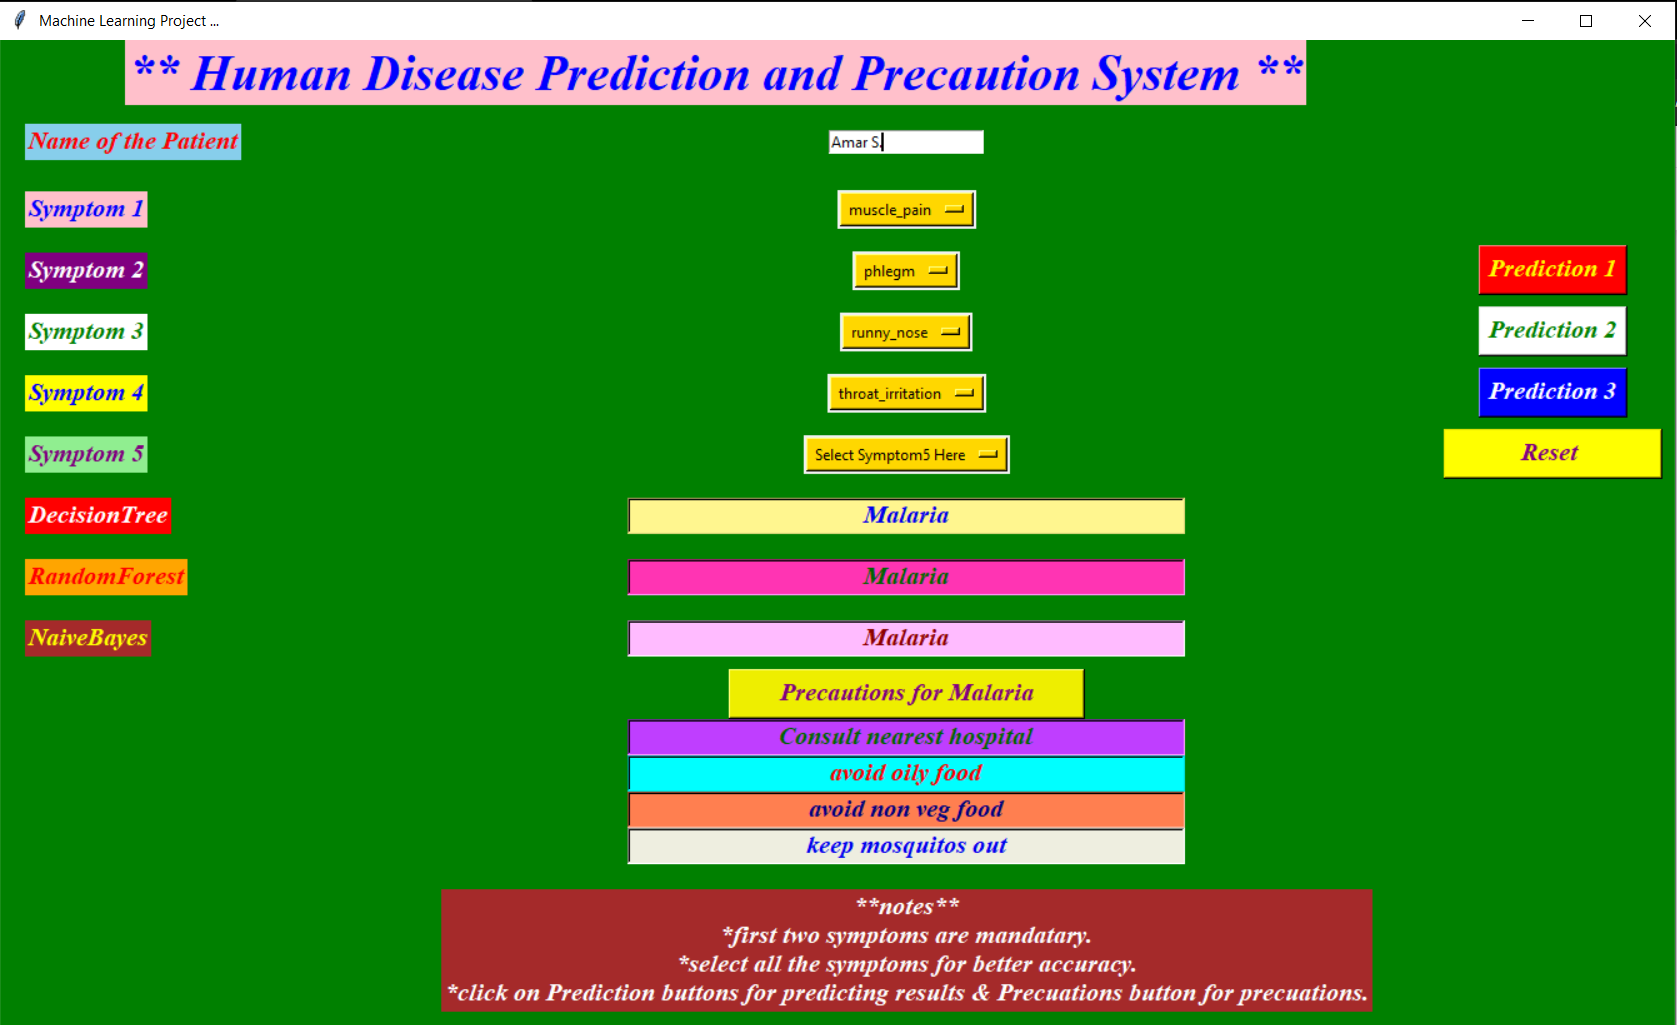 Machine Learning Project ...
** Human Disease Prediction and Precaution System **
Name of the Patient
Amar S.
Symptom 1
muscle_pain
Symptom 2
phlegm
Prediction 1
Symptom 3
runny_nose
Prediction 2
Symptom 4
throat_irritation
Prediction 3
Symptom 5
Select Symptom5 Here
Reset
DecisionTree
Malaria
RandomForest
Malaria
NaiveBayes
Malaria
Precautions for Malaria
Consult nearest hospital
avoid oily food
avoid non veg food
keep mosquitos out
**notes**
*first two symptoms are mandatary.
*select all the symptoms for better accuracy.
*click on Prediction buttons for predicting results & Precuations button for precuations.